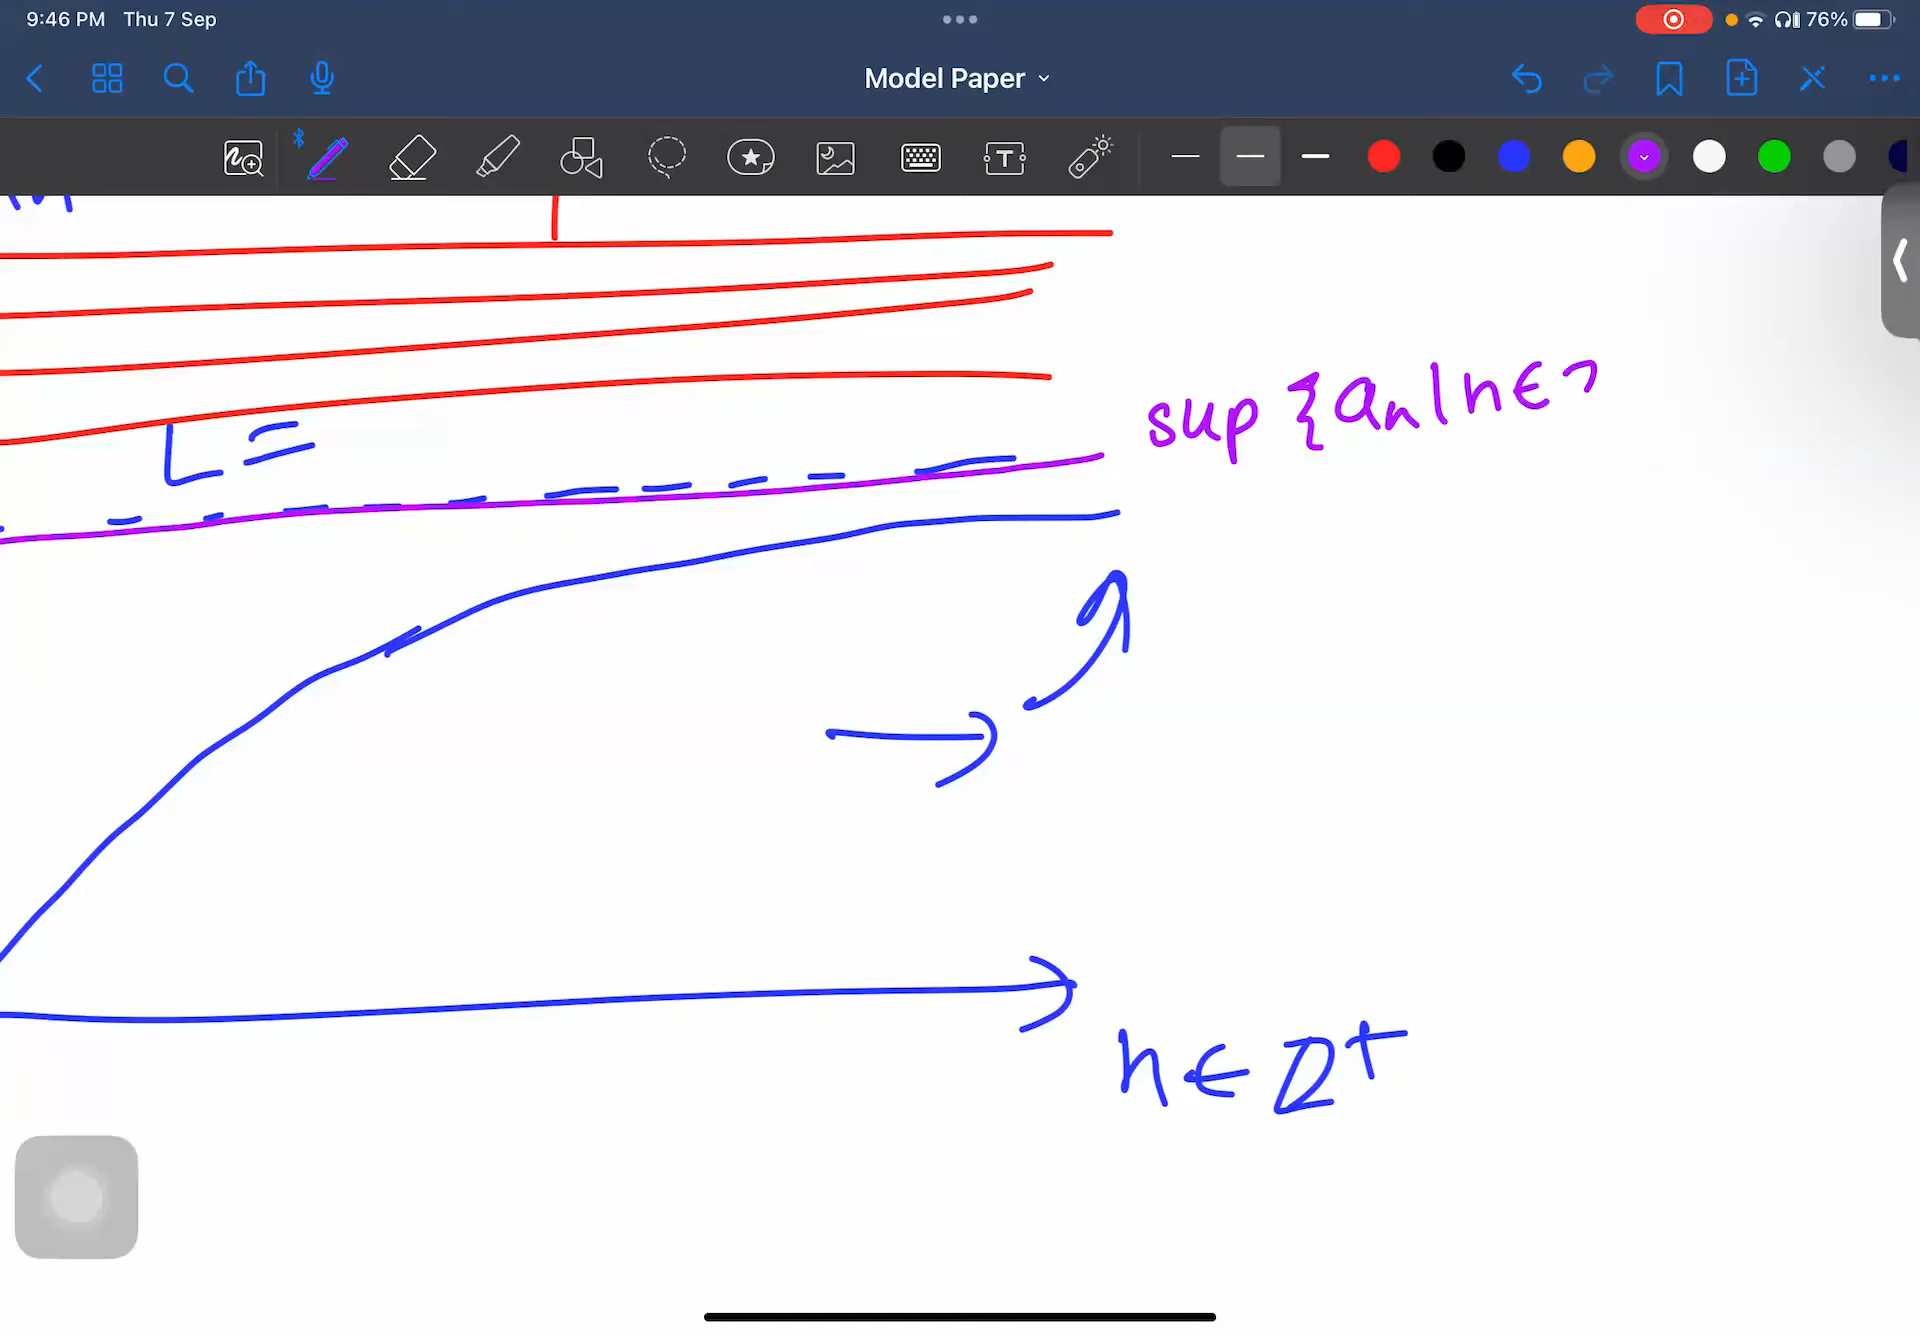 9:46 PM Thu 7 Sep
76%
Model Paper
T
sup {an | n ∈
L =
n ∈ Z+